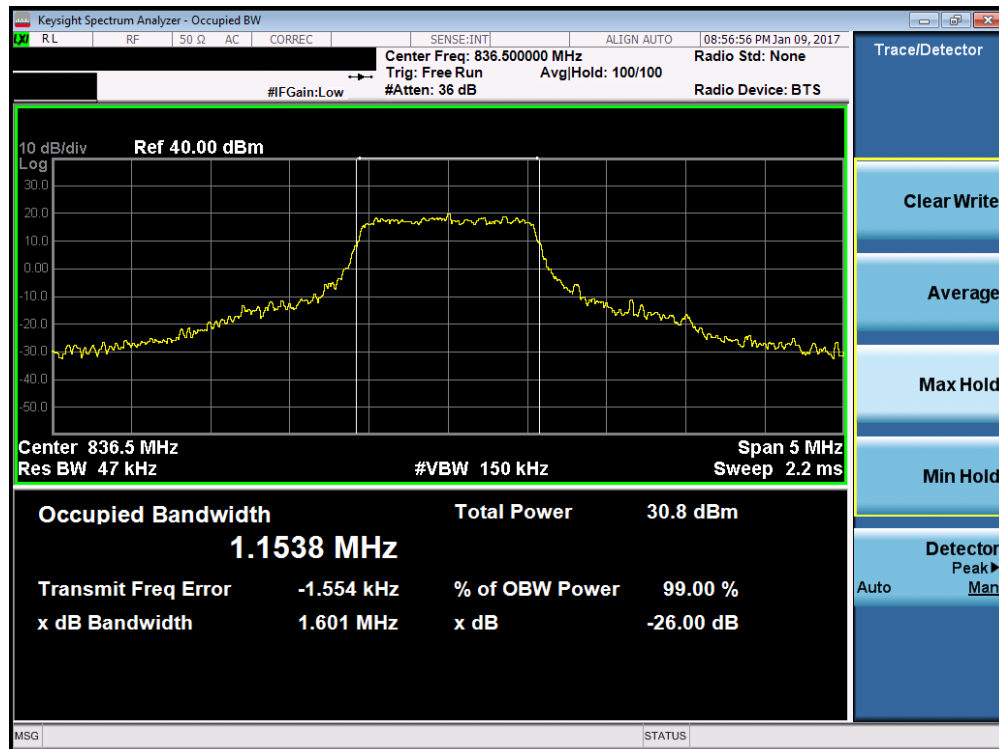 Keysight Spectrum Analyzer - Occupied BW
LXI RL RF 50 Ω AC CORREC SENSE:INT ALIGN AUTO 08:56:56 PM Jan 09, 2017
Center Freq: 836.500000 MHz Radio Std: None
Trig: Free Run Avg|Hold: 100/100
#IFGain:Low #Atten: 36 dB Radio Device: BTS
10 dB/div Ref 40.00 dBm
Log
30.0
20.0
10.0
0.00
-10.0
-20.0
-30.0
-40.0
-50.0
Center 836.5 MHz Span 5 MHz
Res BW 47 kHz #VBW 150 kHz Sweep 2.2 ms
Occupied Bandwidth Total Power 30.8 dBm
1.1538 MHz
Transmit Freq Error -1.554 kHz % of OBW Power 99.00 %
x dB Bandwidth 1.601 MHz x dB -26.00 dB
MSG STATUS
Trace/Detector
Clear Write
Average
Max Hold
Min Hold
Detector
Peak▶
Auto Man